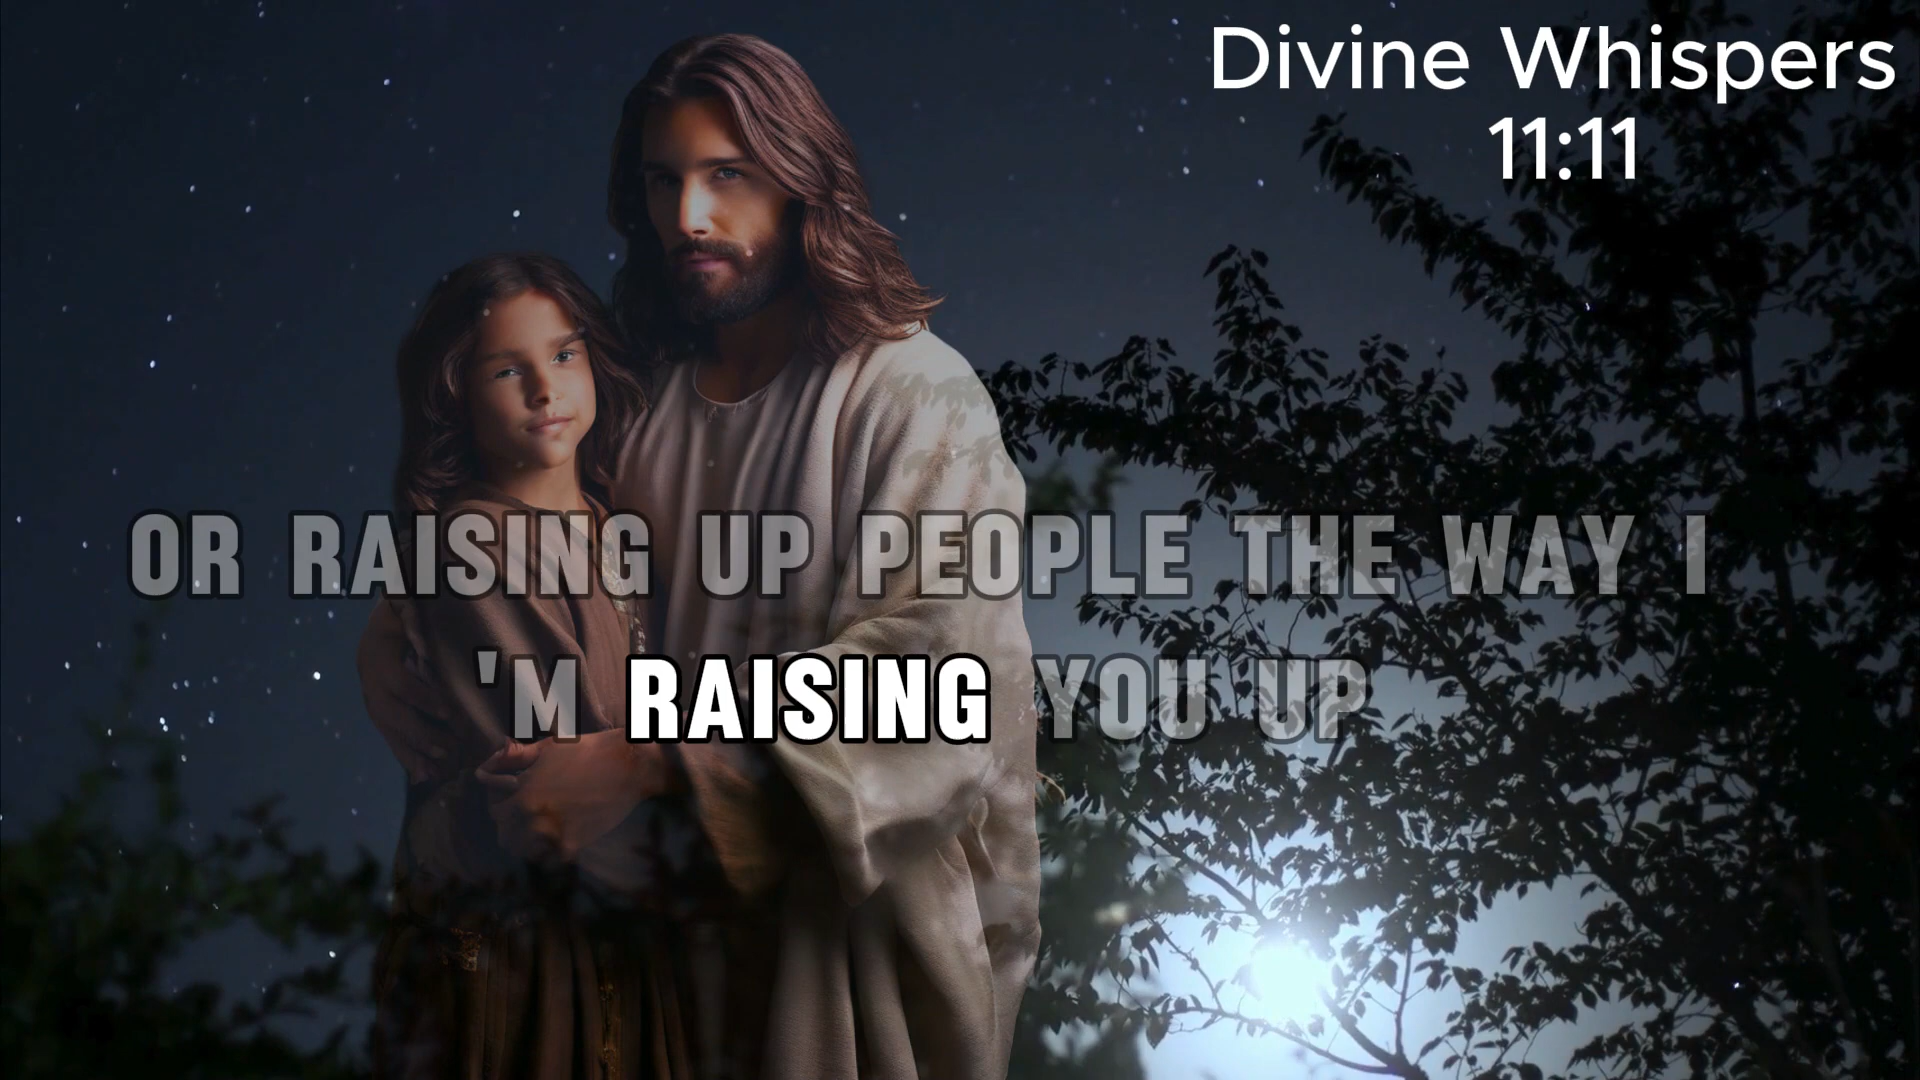 Divine Whispers
11:11
OR RAISING UP PEOPLE THE WAY I
'M RAISING YOU UP